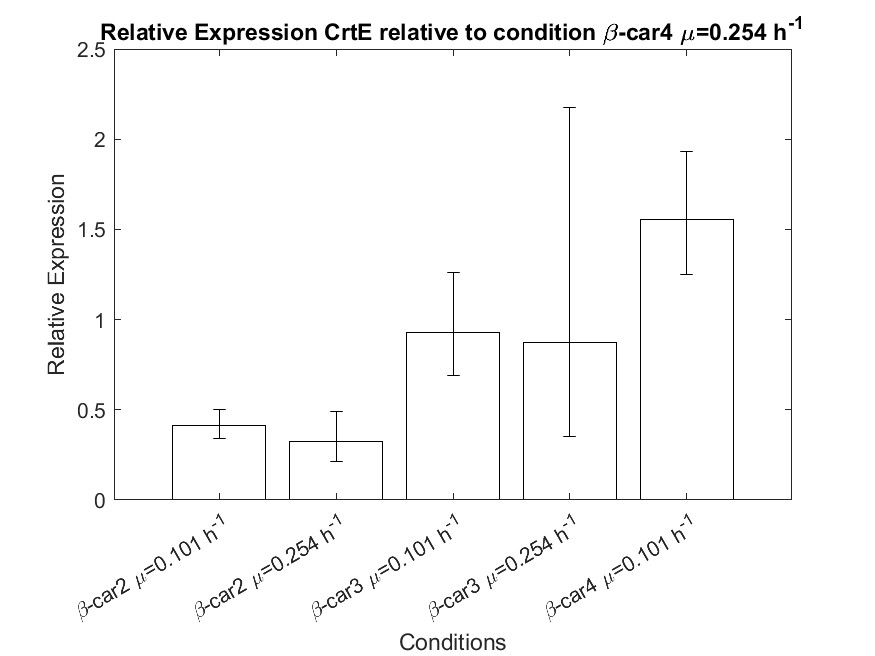 Relative Expression CrtE relative to condition β-car4 μ=0.254 h⁻¹
2.5
2
1.5
1
0.5
0
Relative Expression
β-car2 μ=0.101 h⁻¹
β-car2 μ=0.254 h⁻¹
β-car3 μ=0.101 h⁻¹
β-car3 μ=0.254 h⁻¹
β-car4 μ=0.101 h⁻¹
Conditions